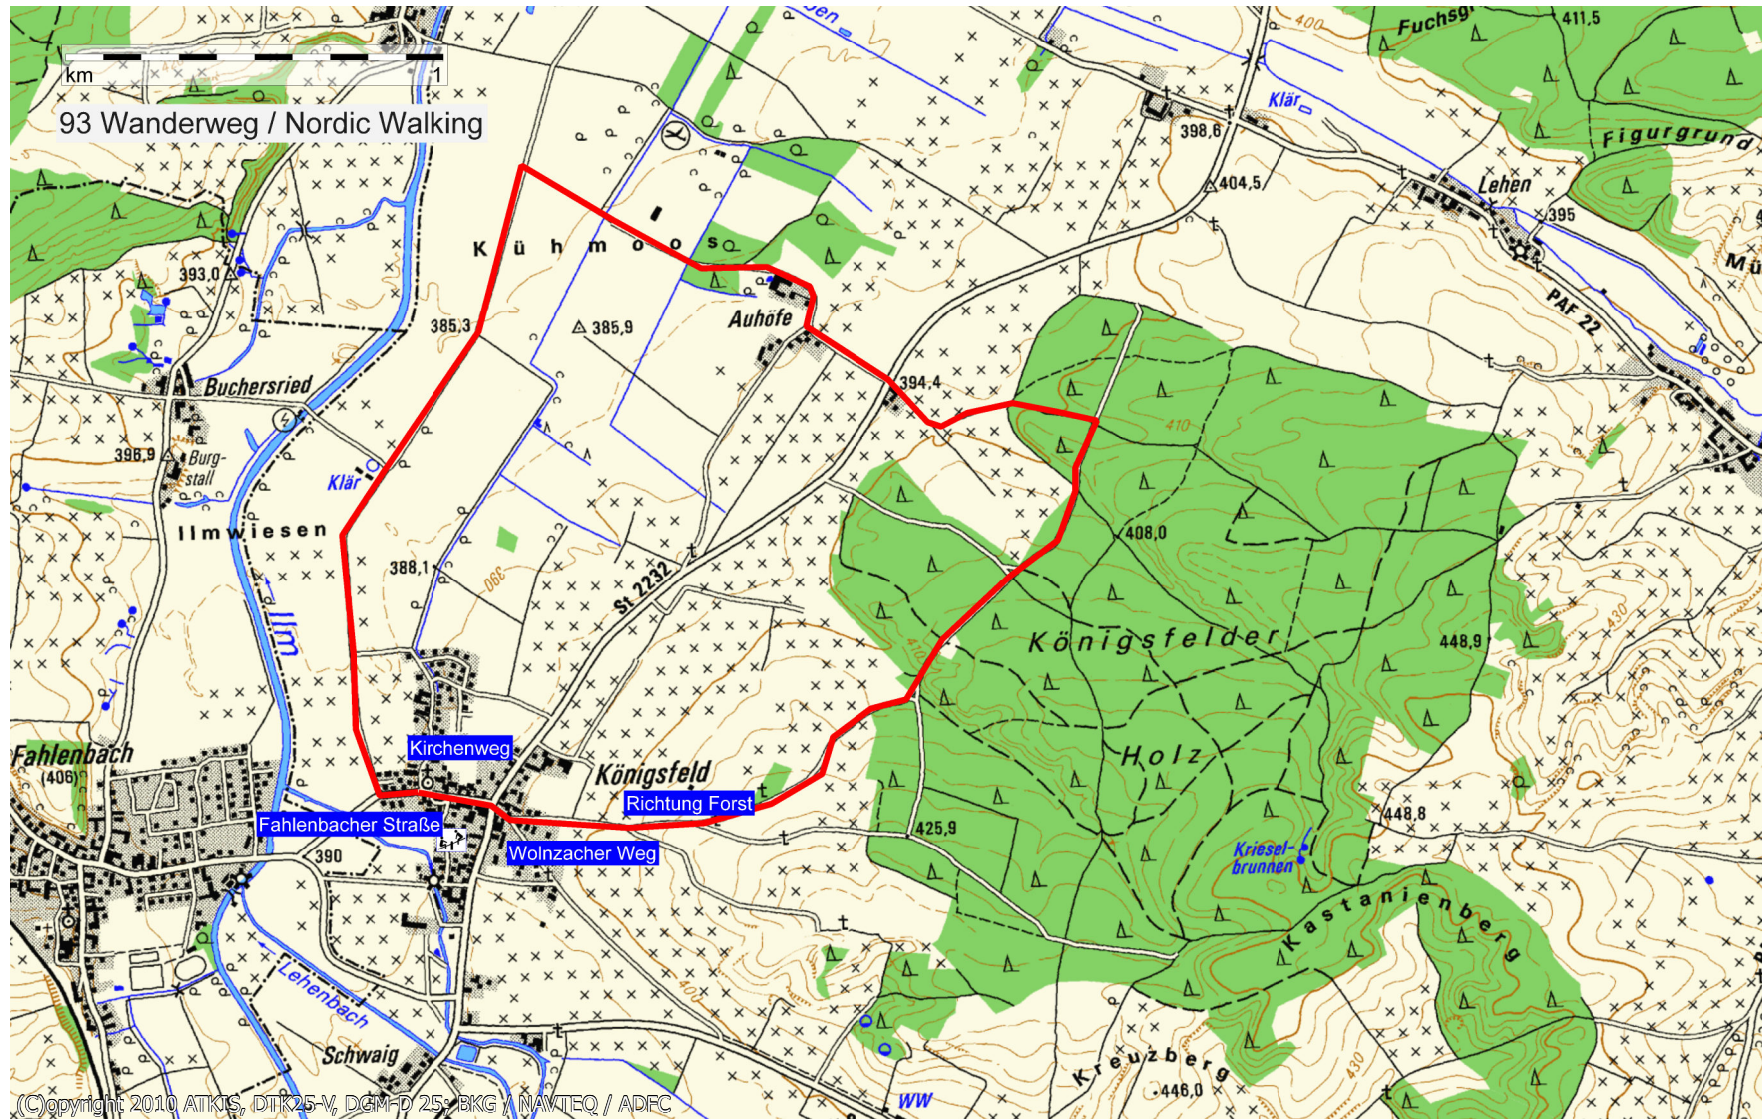 Fuchsgr
411,5
400
km
1
Klär
93 Wanderweg / Nordic Walking
398,6
Figurgrund
404,5
Lehen
395
Kühmoos
393,0
Mü
PAF 22
385,3
385,9
Auhöfe
Buchersried
394,4
410
396,9
Burg-
stall
Klär
Ilmwiesen
408,0
388,1
390
St 2232
Ilm
430
410
Königsfelder
448,9
Kirchenweg
Fahlenbach
(406)
Holz
Königsfeld
Richtung Forst
448,8
Fahlenbacher Straße
425,9
Wolnzacher Weg
390
Kriesel-
brunnen
Kastanienberg
Lehenbach
400
Schwaig
Kreuzberg
430
446,0
WW
(C)opyright 2010 ATKIS, DTK25-V, DGM-D 25: BKG / NAVTEQ / ADFC